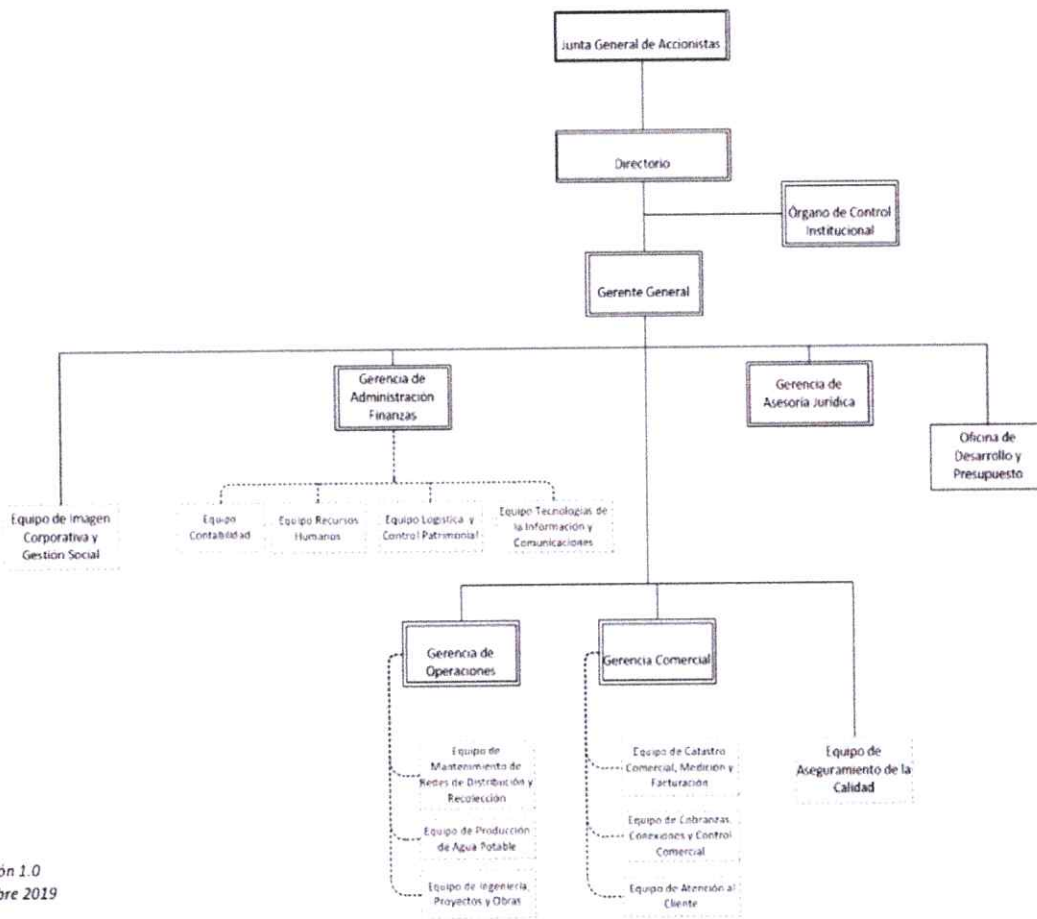 Junta General de Accionistas
Directorio
Órgano de Control
Institucional
Gerente General
Gerencia de
Administración
Finanzas
Gerencia de
Asesoría Jurídica
Oficina de
Desarrollo y
Presupuesto
Equipo de Imagen
Corporativa y
Gestión Social
Equipo
Contabilidad
Equipo Recursos
Humanos
Equipo Logística y
Control Patrimonial
Equipo Tecnologías de
la Información y
Comunicaciones
Gerencia de
Operaciones
Gerencia Comercial
Equipo de
Mantenimiento de
Redes de Distribución y
Recolección
Equipo de Catastro
Comercial, Medición y
Facturación
Equipo de
Aseguramiento de la
Calidad
Equipo de Producción
de Agua Potable
Equipo de Cobranzas,
Conexiones y Control
Comercial
Equipo de Ingeniería,
Proyectos y Obras
Equipo de Atención al
Cliente
ón 1.0
bre 2019